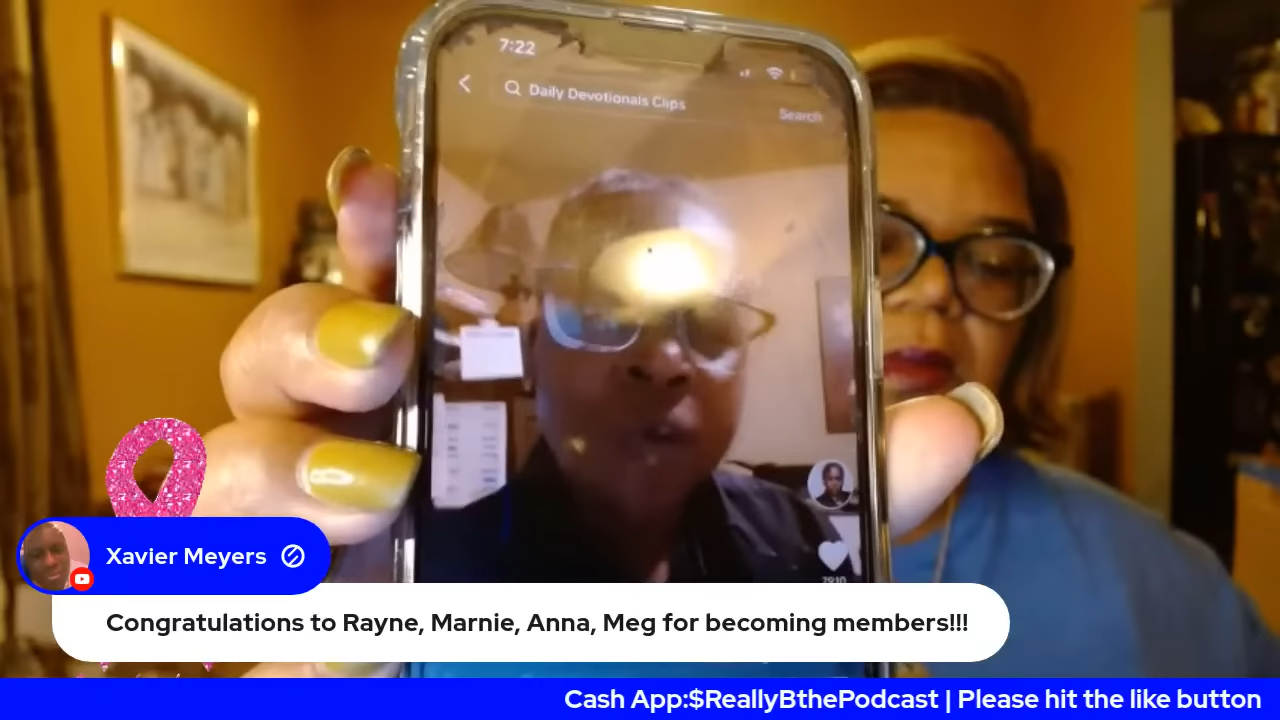 7:22
Daily Devotionals Clips
Search
Xavier Meyers
Congratulations to Rayne, Marnie, Anna, Meg for becoming members!!!
Cash App:$ReallyBthePodcast | Please hit the like button